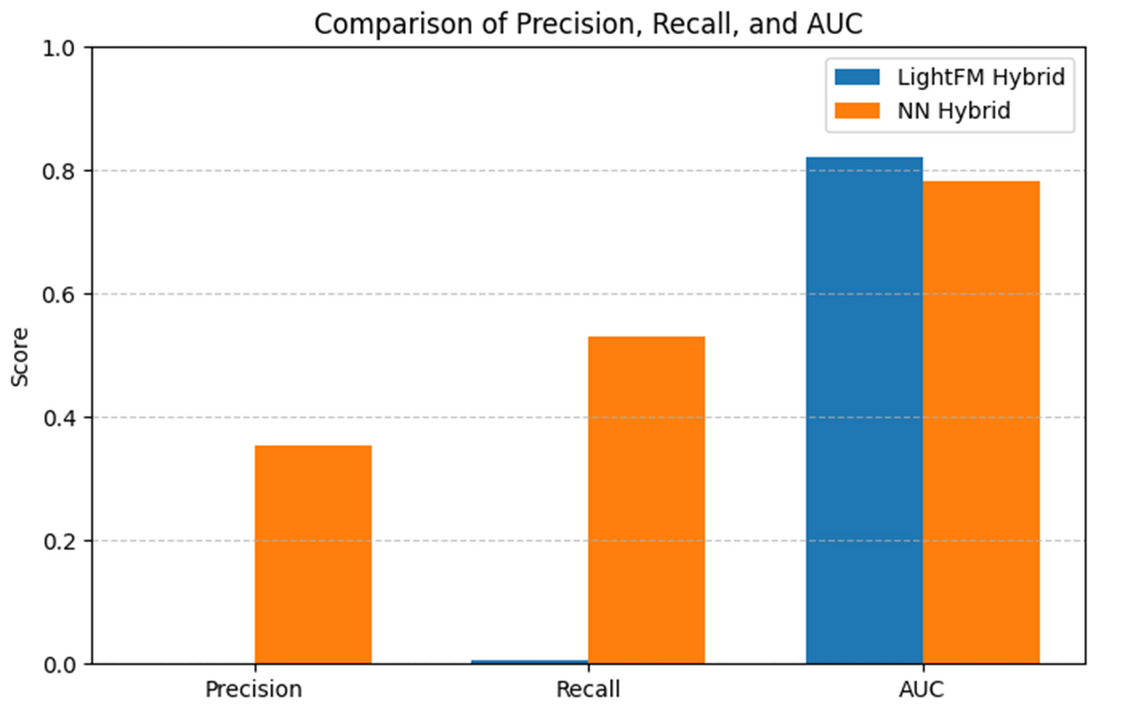 Comparison of Precision, Recall, and AUC
LightFM Hybrid
NN Hybrid
Score
1.0
0.8
0.6
0.4
0.2
0.0
Precision
Recall
AUC